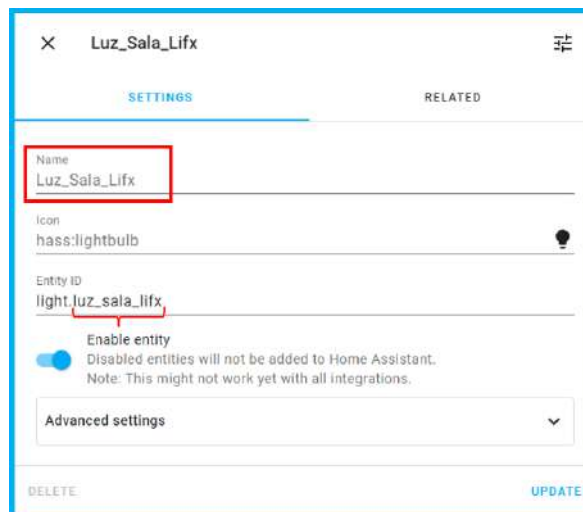 Luz_Sala_Lifx
SETTINGS
RELATED
Name
Luz_Sala_Lifx
Icon
hass:lightbulb
Entity ID
light.luz_sala_lifx
Enable entity
Disabled entities will not be added to Home Assistant.
Note: This might not work yet with all integrations.
Advanced settings
DELETE
UPDATE